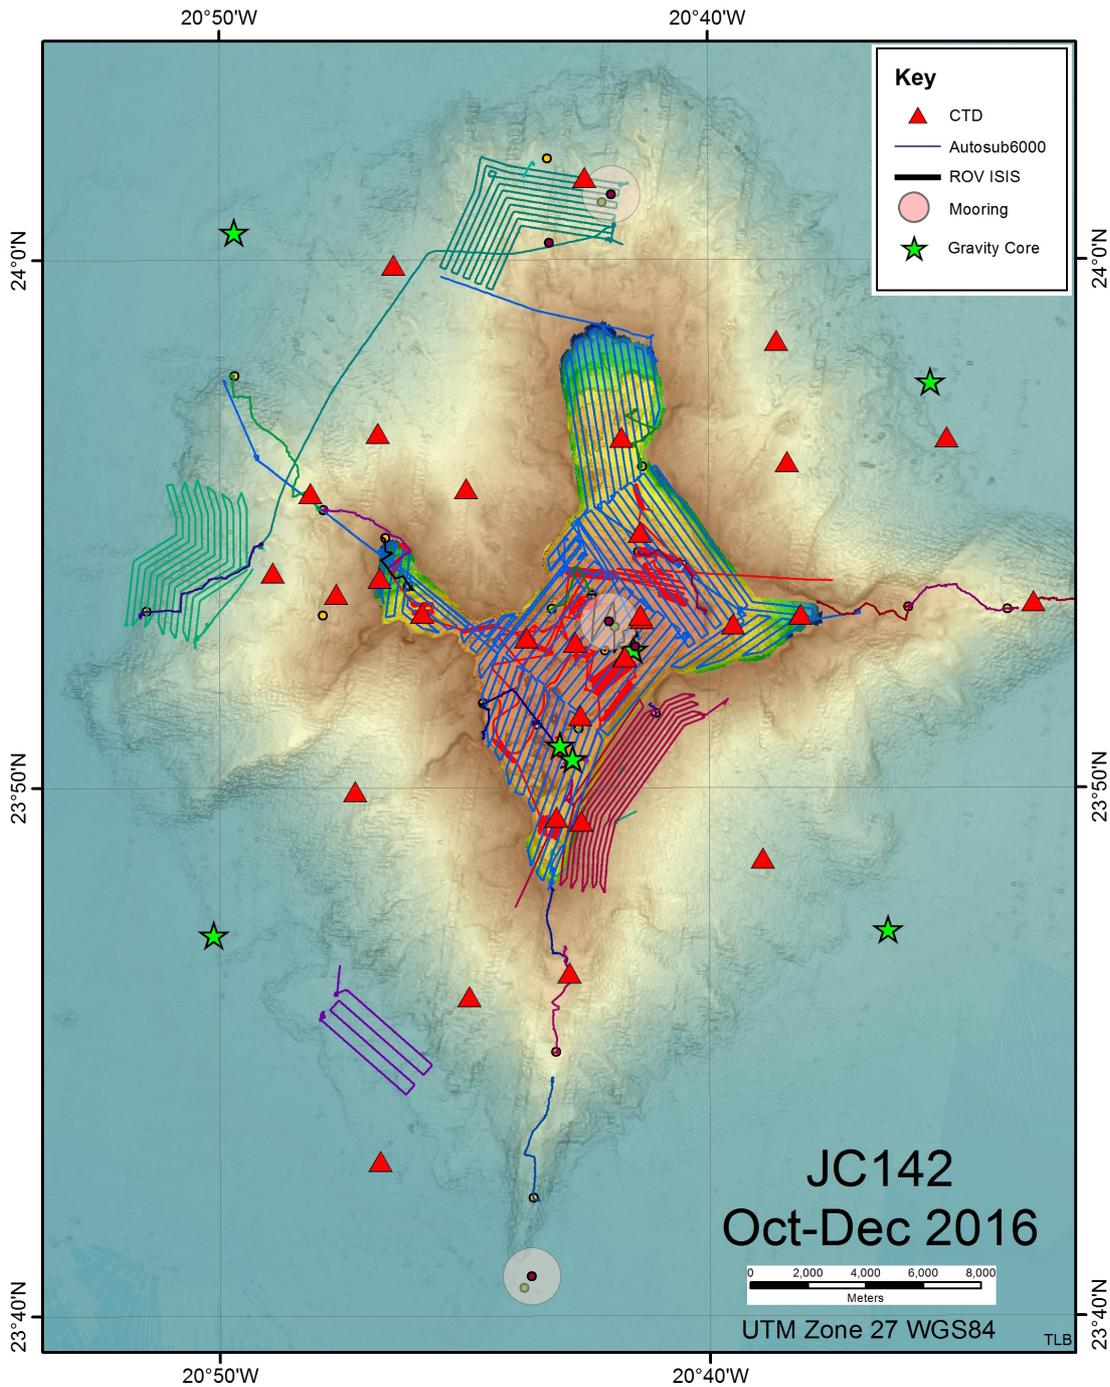 20°50'W
20°40'W
Key
CTD
Autosub6000
ROV ISIS
Mooring
Gravity Core
24°0'N
24°0'N
23°50'N
23°50'N
JC142
Oct-Dec 2016
0 2,000 4,000 6,000 8,000
Meters
UTM Zone 27 WGS84
TLB
23°40'N
23°40'N
20°50'W
20°40'W